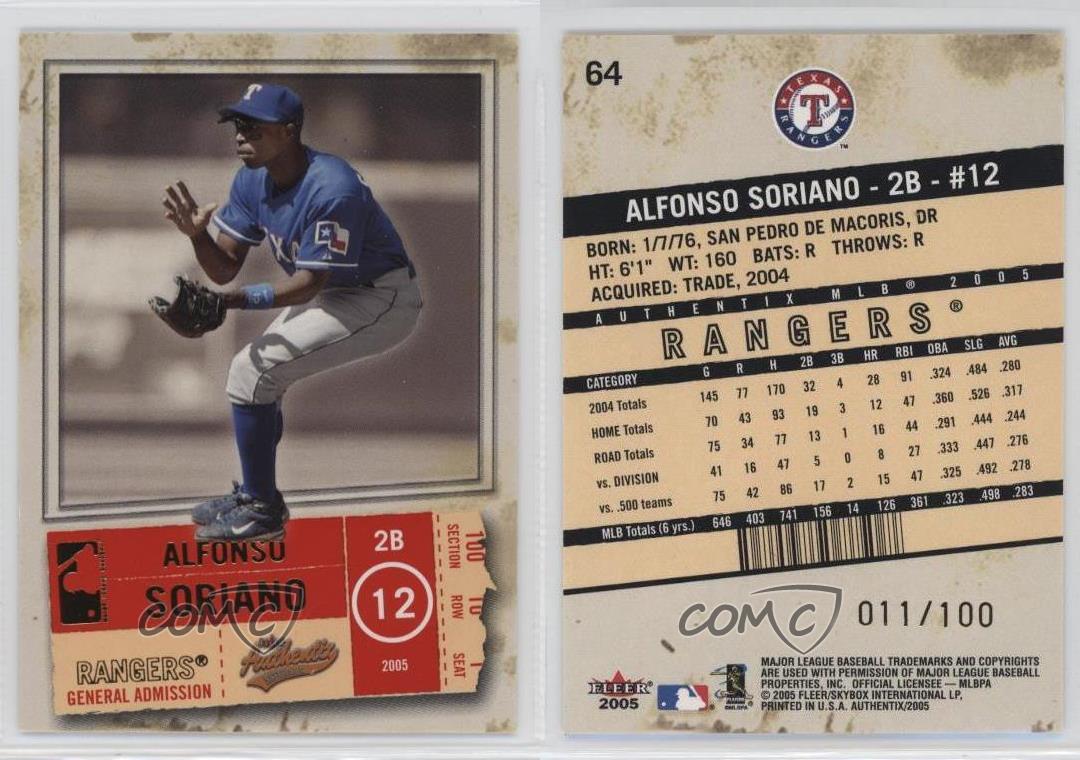 T
ALFONSO
SORIANO
RANGERS®
GENERAL ADMISSION
Authentix
2B
12
2005
SECTION 100
ROW 10
SEAT 1
COMC
64
TEXAS
T
RANGERS
™
ALFONSO SORIANO - 2B - #12
BORN: 1/7/76, SAN PEDRO DE MACORIS, DR
HT: 6'1" WT: 160 BATS: R THROWS: R
ACQUIRED: TRADE, 2004
AUTHENTIX MLB® 2005
RANGERS®
CATEGORY G R H 2B 3B HR RBI OBA SLG AVG
2004 Totals 145 77 170 32 4 28 91 .324 .484 .280
HOME Totals 70 43 93 19 3 12 47 .360 .526 .317
ROAD Totals 75 34 77 13 1 16 44 .291 .444 .244
vs. DIVISION 41 16 47 5 0 8 27 .333 .447 .276
vs. .500 teams 75 42 86 17 2 15 47 .325 .492 .278
MLB Totals (6 yrs.) 646 403 741 156 14 126 361 .323 .498 .283
011/100
COMC
FLEER
2005
MAJOR LEAGUE BASEBALL TRADEMARKS AND COPYRIGHTS
ARE USED WITH PERMISSION OF MAJOR LEAGUE BASEBALL
PROPERTIES, INC. OFFICIAL LICENSEE — MLBPA
© 2005 FLEER/SKYBOX INTERNATIONAL LP,
PRINTED IN U.S.A. AUTHENTIX/2005